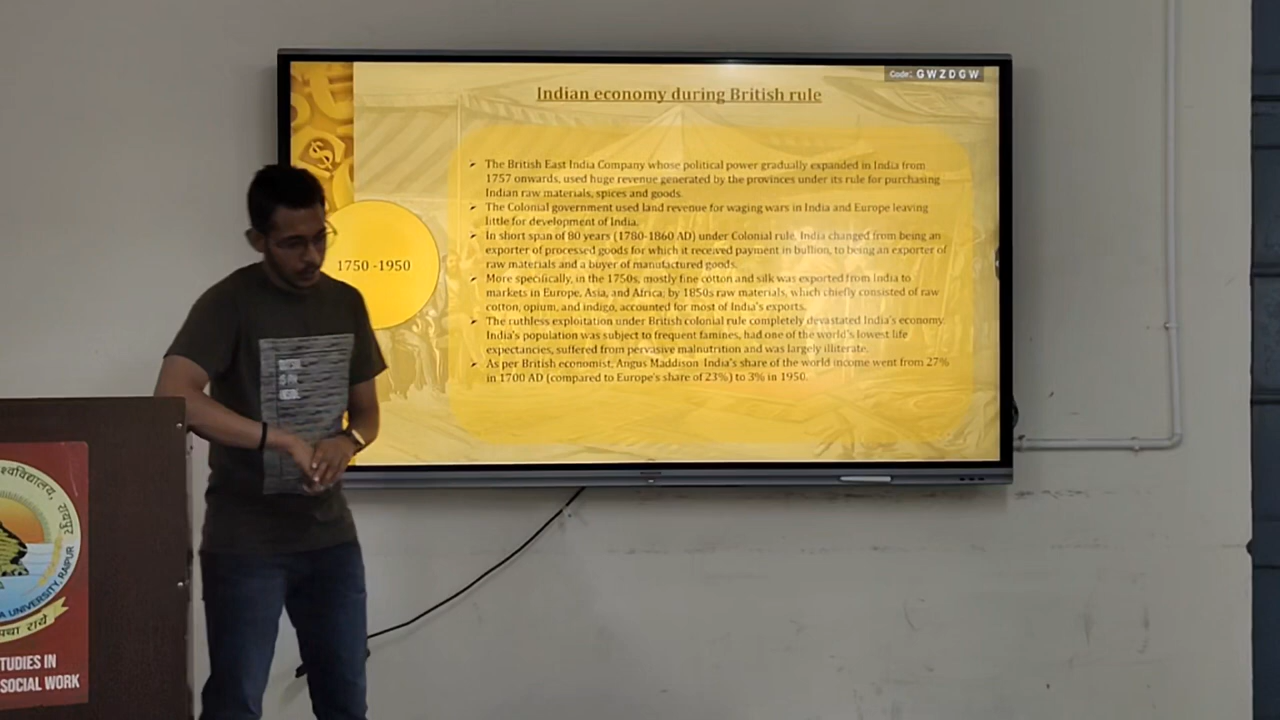 Code: GWZDGW
Indian economy during British rule
➢ The British East India Company whose political power gradually expanded in India from
1757 onwards, used huge revenue generated by the provinces under its rule for purchasing
Indian raw materials, spices and goods.
➢ The Colonial government used land revenue for waging wars in India and Europe leaving
little for development of India.
➢ In short span of 80 years (1780-1860 AD) under Colonial rule, India changed from being an
exporter of processed goods for which it received payment in bullion, to being an exporter of
raw materials and a buyer of manufactured goods.
➢ More specifically, in the 1750s, mostly fine cotton and silk was exported from India to
markets in Europe, Asia, and Africa; by 1850s raw materials, which chiefly consisted of raw
cotton, opium, and indigo, accounted for most of India's exports.
➢ The ruthless exploitation under British colonial rule completely devastated India's economy.
India's population was subject to frequent famines, had one of the world's lowest life
expectancies, suffered from pervasive malnutrition and was largely illiterate.
➢ As per British economist, Angus Maddison India's share of the world income went from 27%
in 1700 AD (compared to Europe's share of 23%) to 3% in 1950.
1750 -1950
श्वविद्यालय, रायपुर
A UNIVERSITY, RAIPUR
TUDIES IN
SOCIAL WORK